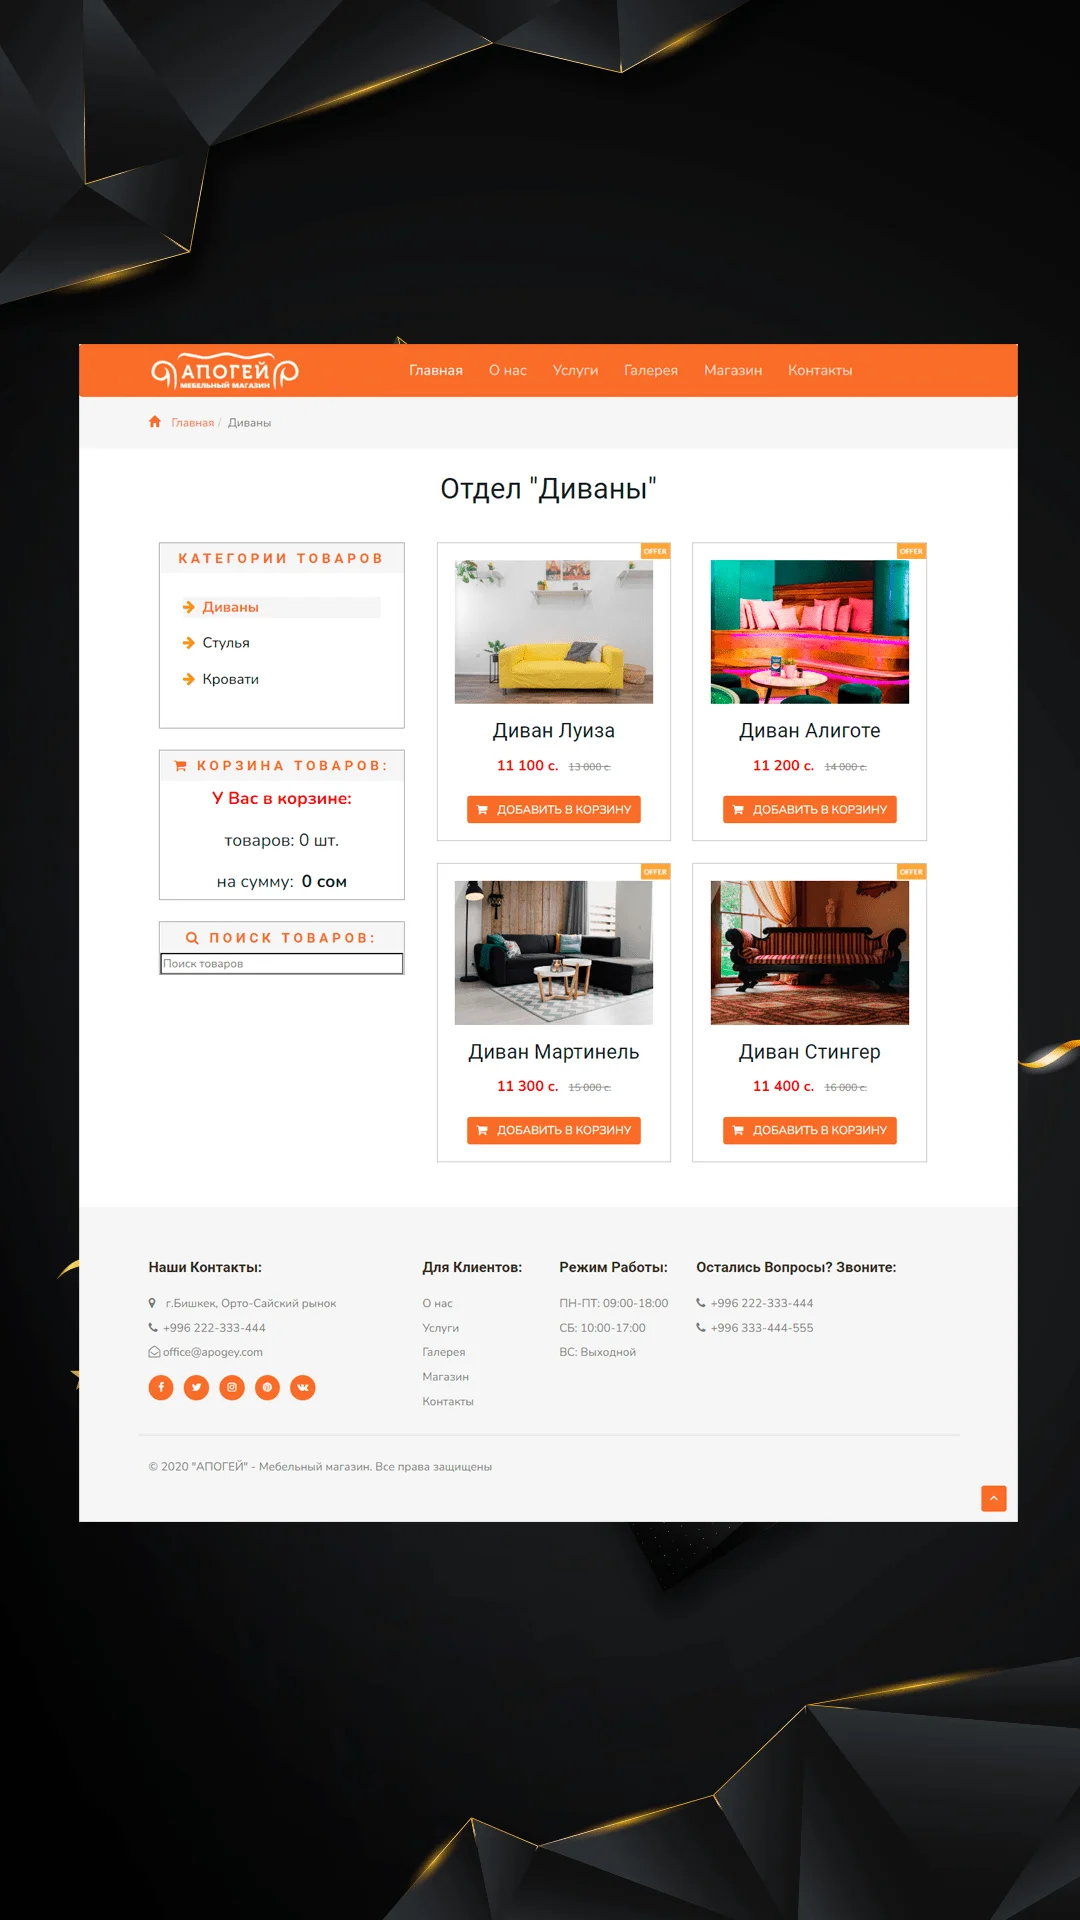 АПОГЕЙ
МЕБЕЛЬНЫЙ МАГАЗИН
Главная О нас Услуги Галерея Магазин Контакты
Главная / Диваны
Отдел "Диваны"
КАТЕГОРИИ ТОВАРОВ
Диваны
Стулья
Кровати
КОРЗИНА ТОВАРОВ:
У Вас в корзине:
товаров: 0 шт.
на сумму: 0 сом
ПОИСК ТОВАРОВ:
Поиск товаров
OFFER
Диван Луиза
11 100 с. 13 000 с.
ДОБАВИТЬ В КОРЗИНУ
OFFER
Диван Алиготе
11 200 с. 14 000 с.
ДОБАВИТЬ В КОРЗИНУ
OFFER
Диван Мартинель
11 300 с. 15 000 с.
ДОБАВИТЬ В КОРЗИНУ
OFFER
Диван Стингер
11 400 с. 16 000 с.
ДОБАВИТЬ В КОРЗИНУ
Наши Контакты:
г.Бишкек, Орто-Сайский рынок
+996 222-333-444
office@apogey.com
Для Клиентов:
О нас
Услуги
Галерея
Магазин
Контакты
Режим Работы:
ПН-ПТ: 09:00-18:00
СБ: 10:00-17:00
ВС: Выходной
Остались Вопросы? Звоните:
+996 222-333-444
+996 333-444-555
© 2020 "АПОГЕЙ" - Мебельный магазин. Все права защищены